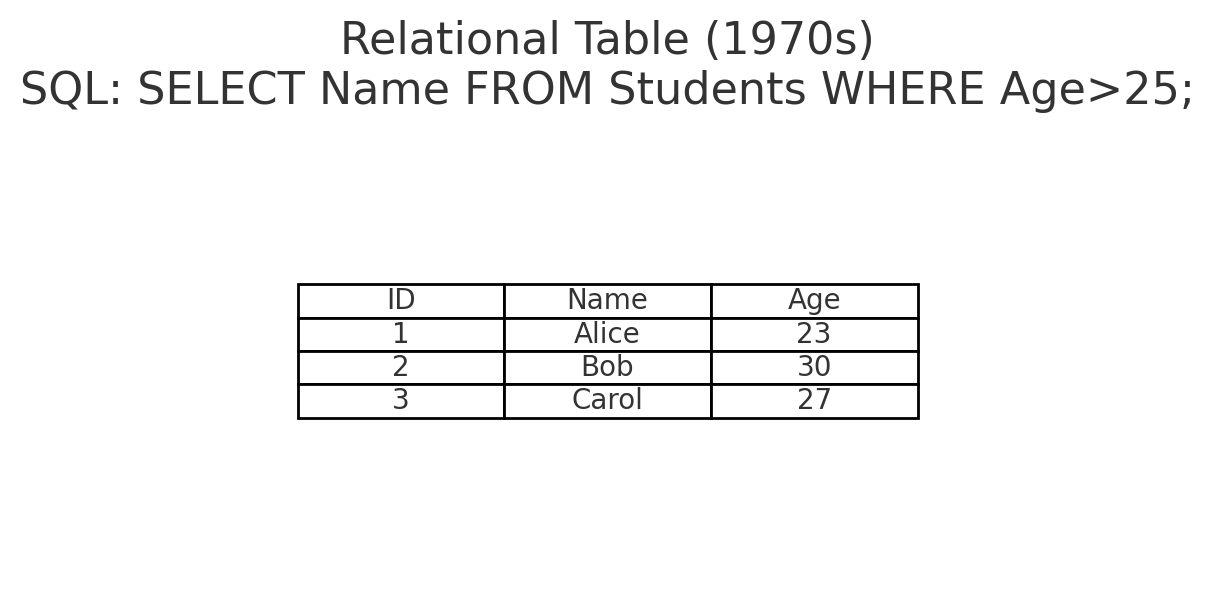 Relational Table (1970s)
SQL: SELECT Name FROM Students WHERE Age>25;
ID Name Age
1 Alice 23
2 Bob 30
3 Carol 27